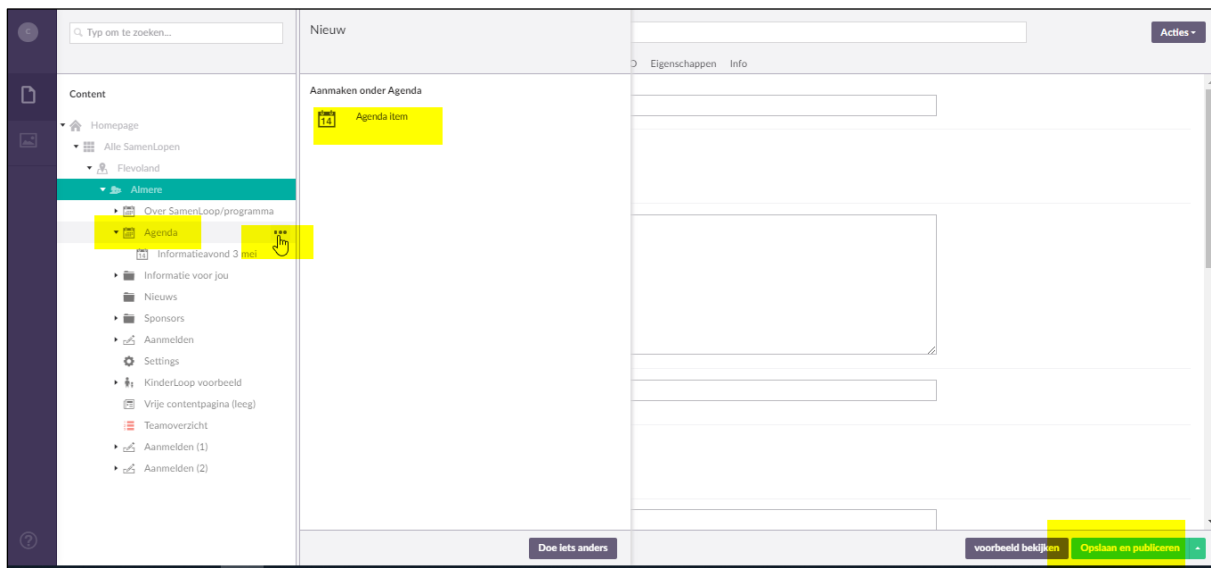 Typ om te zoeken...
Content
Homepage
Alle SamenLopen
Flevoland
Almere
Over SamenLoop/programma
Agenda
14 Informatieavond 3 mei
Informatie voor jou
Nieuws
Sponsors
Aanmelden
Settings
KinderLoop voorbeeld
Vrije contentpagina (leeg)
Teamoverzicht
Aanmelden (1)
Aanmelden (2)
Nieuw
Aanmaken onder Agenda
14 Agenda item
Doe iets anders
Acties
Eigenschappen Info
voorbeeld bekijken Opslaan en publiceren